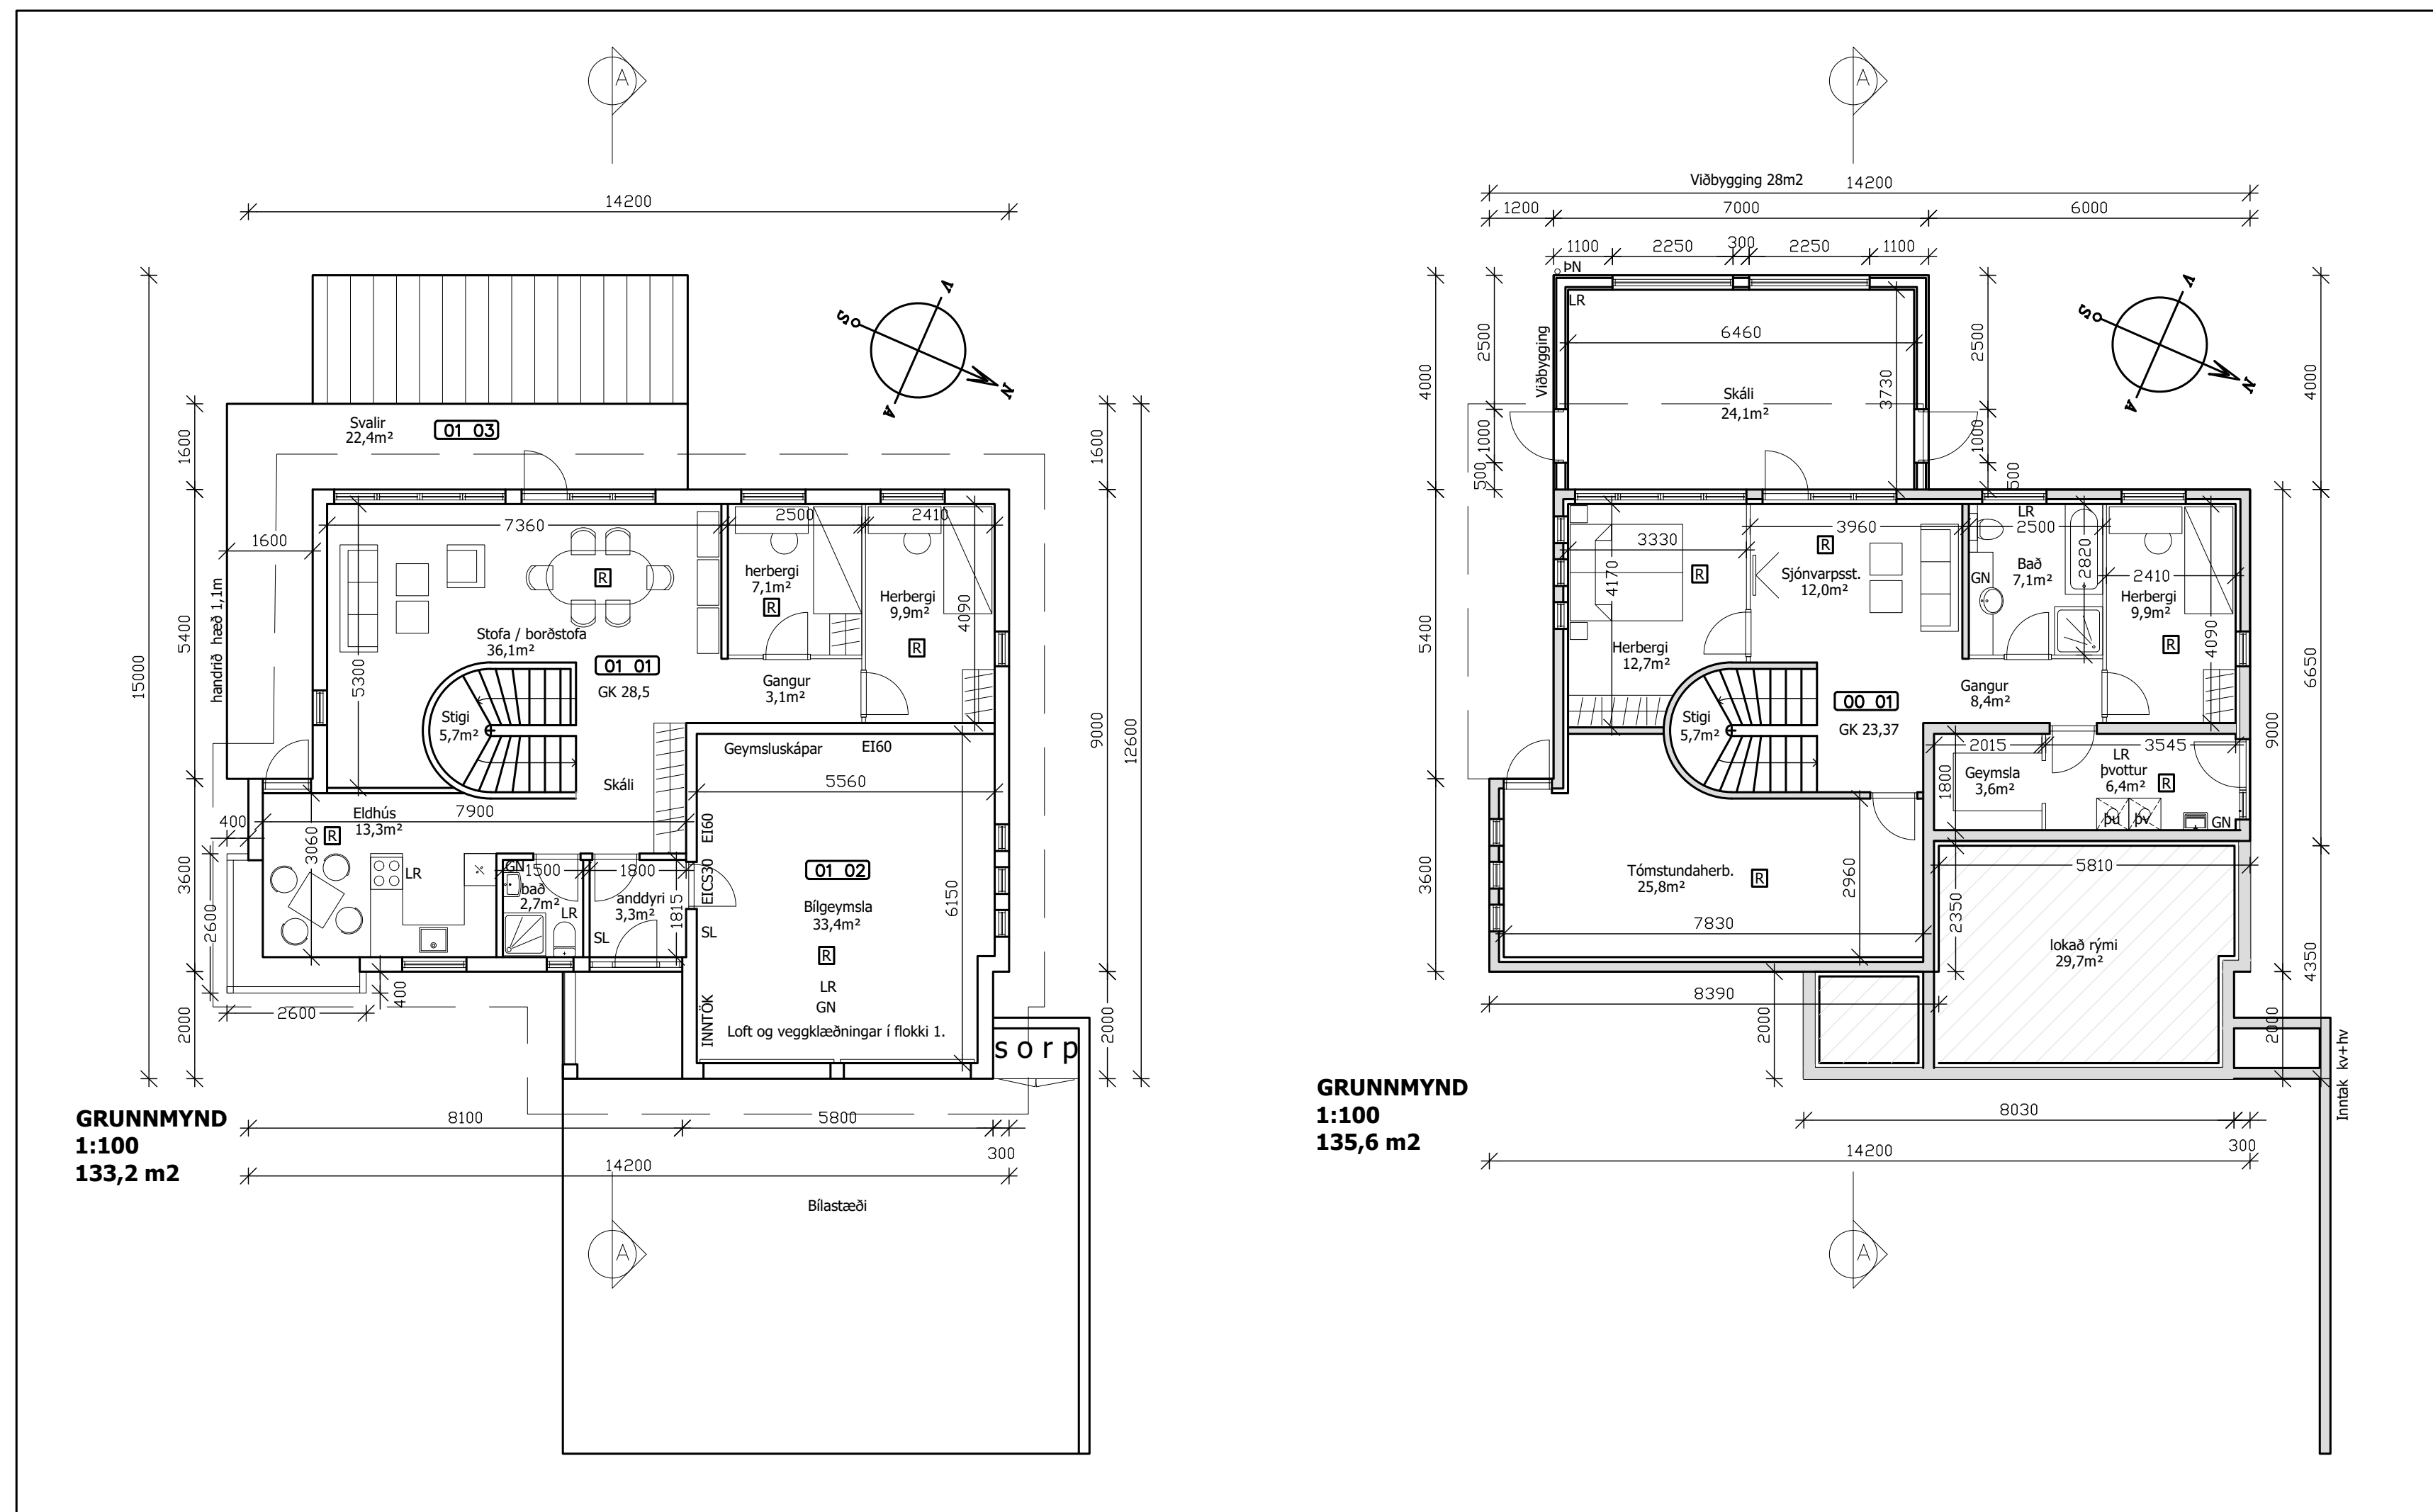 A
14200
15000
1600
5400
3600
2000
Svalir
22,4m²
01 03
S
V
N
A
1600
9000
2000
12600
1600
handrið hæð 1,1m
7360
2500
2410
R
herbergi
7,1m²
R
Herbergi
9,9m²
R
4090
Stofa / borðstofa
36,1m²
01 01
GK 28,5
5300
Gangur
3,1m²
Stigi
5,7m²
Geymsluskápar
EI60
5560
Skáli
Eldhús
13,3m²
R
7900
400
3060
2600
LR
GN
1500
1800
bað
2,7m²
LR
anddyri
3,3m²
SL
1815
EI60
EICS30
SL
INNTÖK
01 02
Bílgeymsla
33,4m²
R
LR
GN
6150
Loft og veggklæðningar í flokki 1.
400
2600
sorp
GRUNNMYND
1:100
133,2 m2
8100
5800
300
14200
Bílastæði
A
A
Viðbygging 28m2
14200
1200
7000
6000
1100
2250
300
2250
1100
ÞN
LR
Viðbygging
4000
2500
1000
500
5400
3600
6460
3730
Skáli
24,1m²
2500
1000
500
S
V
N
A
4000
6650
9000
4350
2000
3330
3960
2500
2410
4170
R
R
Sjónvarpsst.
12,0m²
LR
GN
Bað
7,1m²
2820
Herbergi
9,9m²
R
4090
Herbergi
12,7m²
Stigi
5,7m²
00 01
GK 23,37
Gangur
8,4m²
2015
3545
1800
Geymsla
3,6m²
LR
þvottur
6,4m²
R
þu
þv
GN
Tómstundaherb.
25,8m²
R
2960
7830
2350
5810
lokað rými
29,7m²
8390
2000
Inntak kv+hv
GRUNNMYND
1:100
135,6 m2
8030
300
14200
A